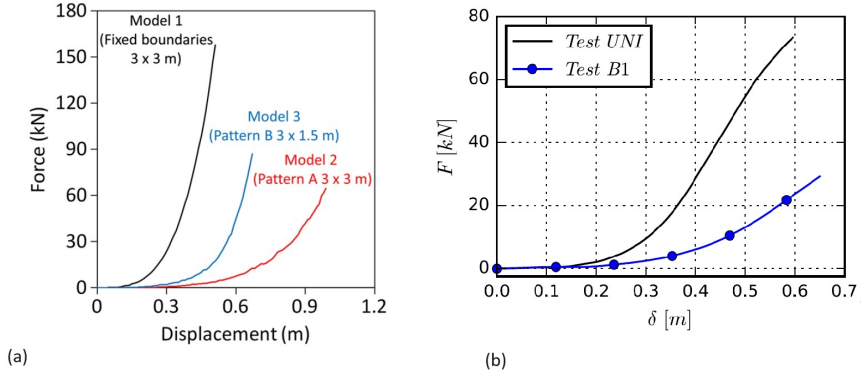 180
150
120
90
60
30
0
Force (kN)
Model 1
(Fixed boundaries
3 x 3 m)
Model 3
(Pattern B 3 x 1.5 m)
Model 2
(Pattern A 3 x 3 m)
0 0.3 0.6 0.9 1.2
Displacement (m)
(a)
80
60
40
20
0
F [kN]
Test UNI
Test B1
0.0 0.1 0.2 0.3 0.4 0.5 0.6 0.7
δ [m]
(b)